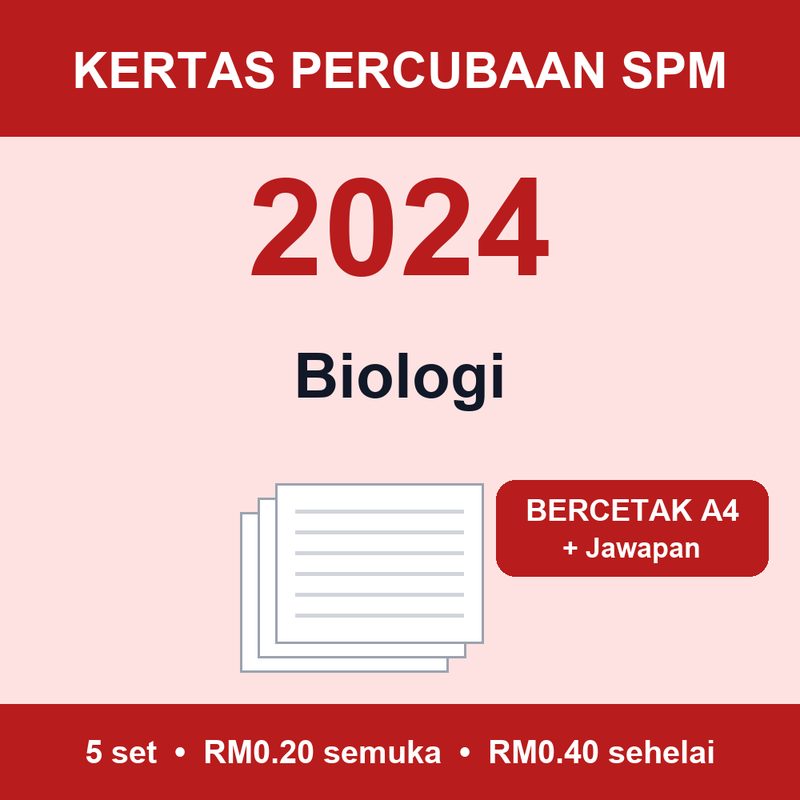 KERTAS PERCUBAAN SPM
2024
Biologi
BERCETAK A4
+ Jawapan
5 set • RM0.20 semuka • RM0.40 sehelai